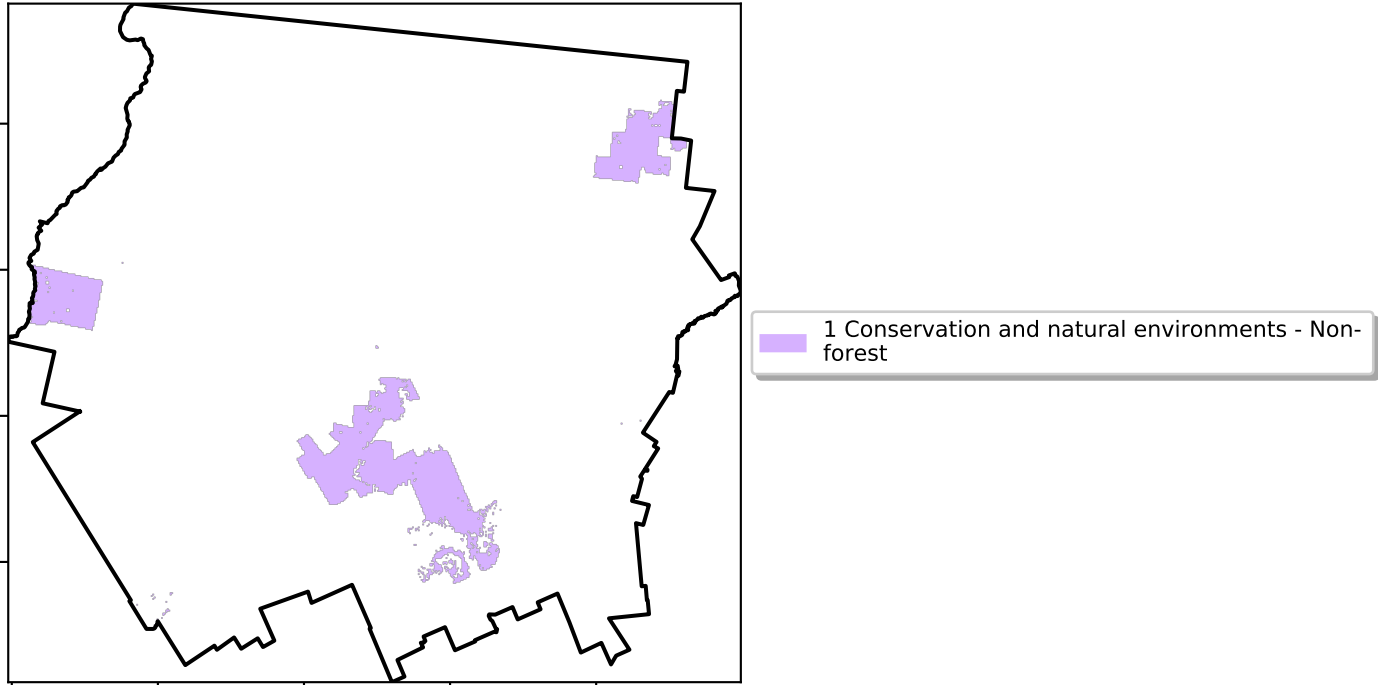 1 Conservation and natural environments - Non-
forest